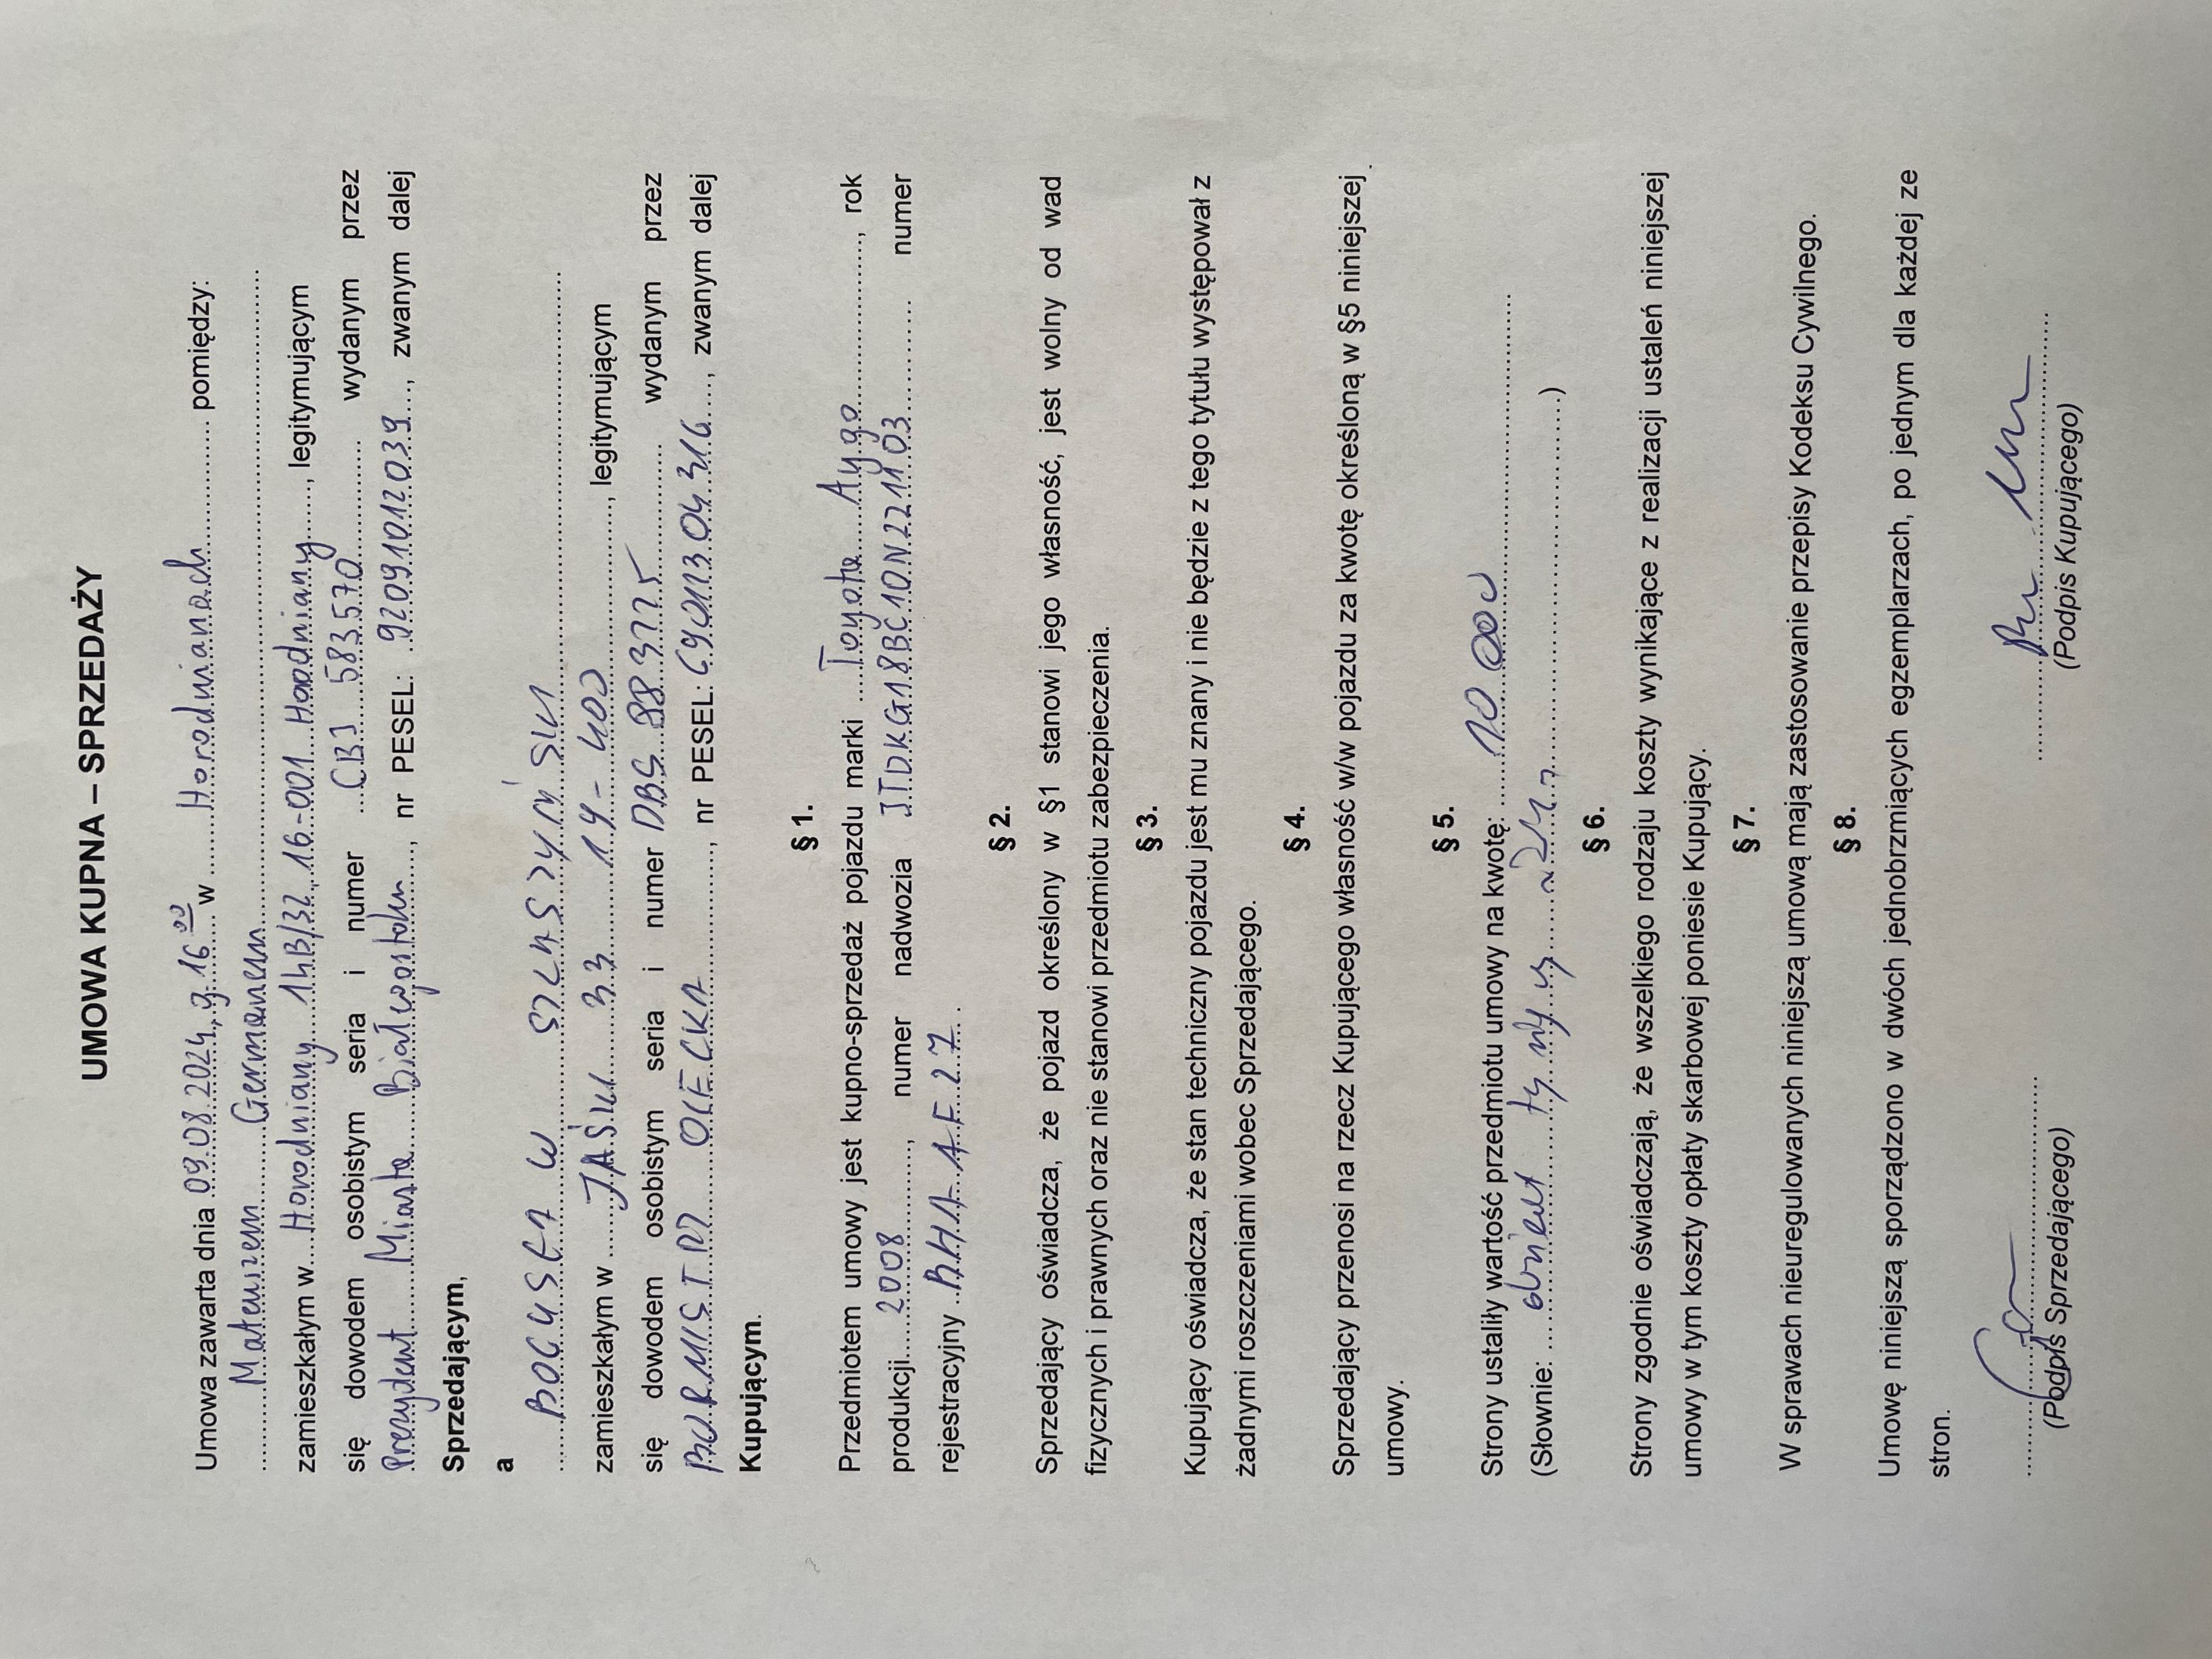 UMOWA KUPNA – SPRZEDAŻY
Umowa zawarta dnia 09.08.2024, g. 16 00 w Horodnianach pomiędzy:
Mateuszem Germanem
zamieszkałym w Horodniany 14B/32, 16-001 Hoodniany, legitymującym
się dowodem osobistym seria i numer CBJ 583570 wydanym przez
Prezydent Miasta Białegostoku, nr PESEL: 92091012039, zwanym dalej
Sprzedającym,
a
BOGUSŁAW SZLASZYŃSKI
zamieszkałym w JAŚKI 33 19-400, legitymującym
się dowodem osobistym seria i numer DBS 883775 wydanym przez
BURMISTRZ OLECKA, nr PESEL: 69011304316, zwanym dalej
Kupującym.
§ 1.
Przedmiotem umowy jest kupno-sprzedaż pojazdu marki Toyota Aygo, rok
produkcji 2008, numer nadwozia JTDKG18BC10N221103 numer
rejestracyjny BHA AF27.
§ 2.
Sprzedający oświadcza, że pojazd określony w §1 stanowi jego własność, jest wolny od wad
fizycznych i prawnych oraz nie stanowi przedmiotu zabezpieczenia.
§ 3.
Kupujący oświadcza, że stan techniczny pojazdu jest mu znany i nie będzie z tego tytułu występował z
żadnymi roszczeniami wobec Sprzedającego.
§ 4.
Sprzedający przenosi na rzecz Kupującego własność w/w pojazdu za kwotę określoną w §5 niniejszej
umowy.
§ 5.
Strony ustaliły wartość przedmiotu umowy na kwotę: 10 000
(Słownie: dziesięć tysięcy )
§ 6.
Strony zgodnie oświadczają, że wszelkiego rodzaju koszty wynikające z realizacji ustaleń niniejszej
umowy w tym koszty opłaty skarbowej poniesie Kupujący.
§ 7.
W sprawach nieuregulowanych niniejszą umową mają zastosowanie przepisy Kodeksu Cywilnego.
§ 8.
Umowę niniejszą sporządzono w dwóch jednobrzmiących egzemplarzach, po jednym dla każdej ze
stron.
(Podpis Sprzedającego) (Podpis Kupującego)